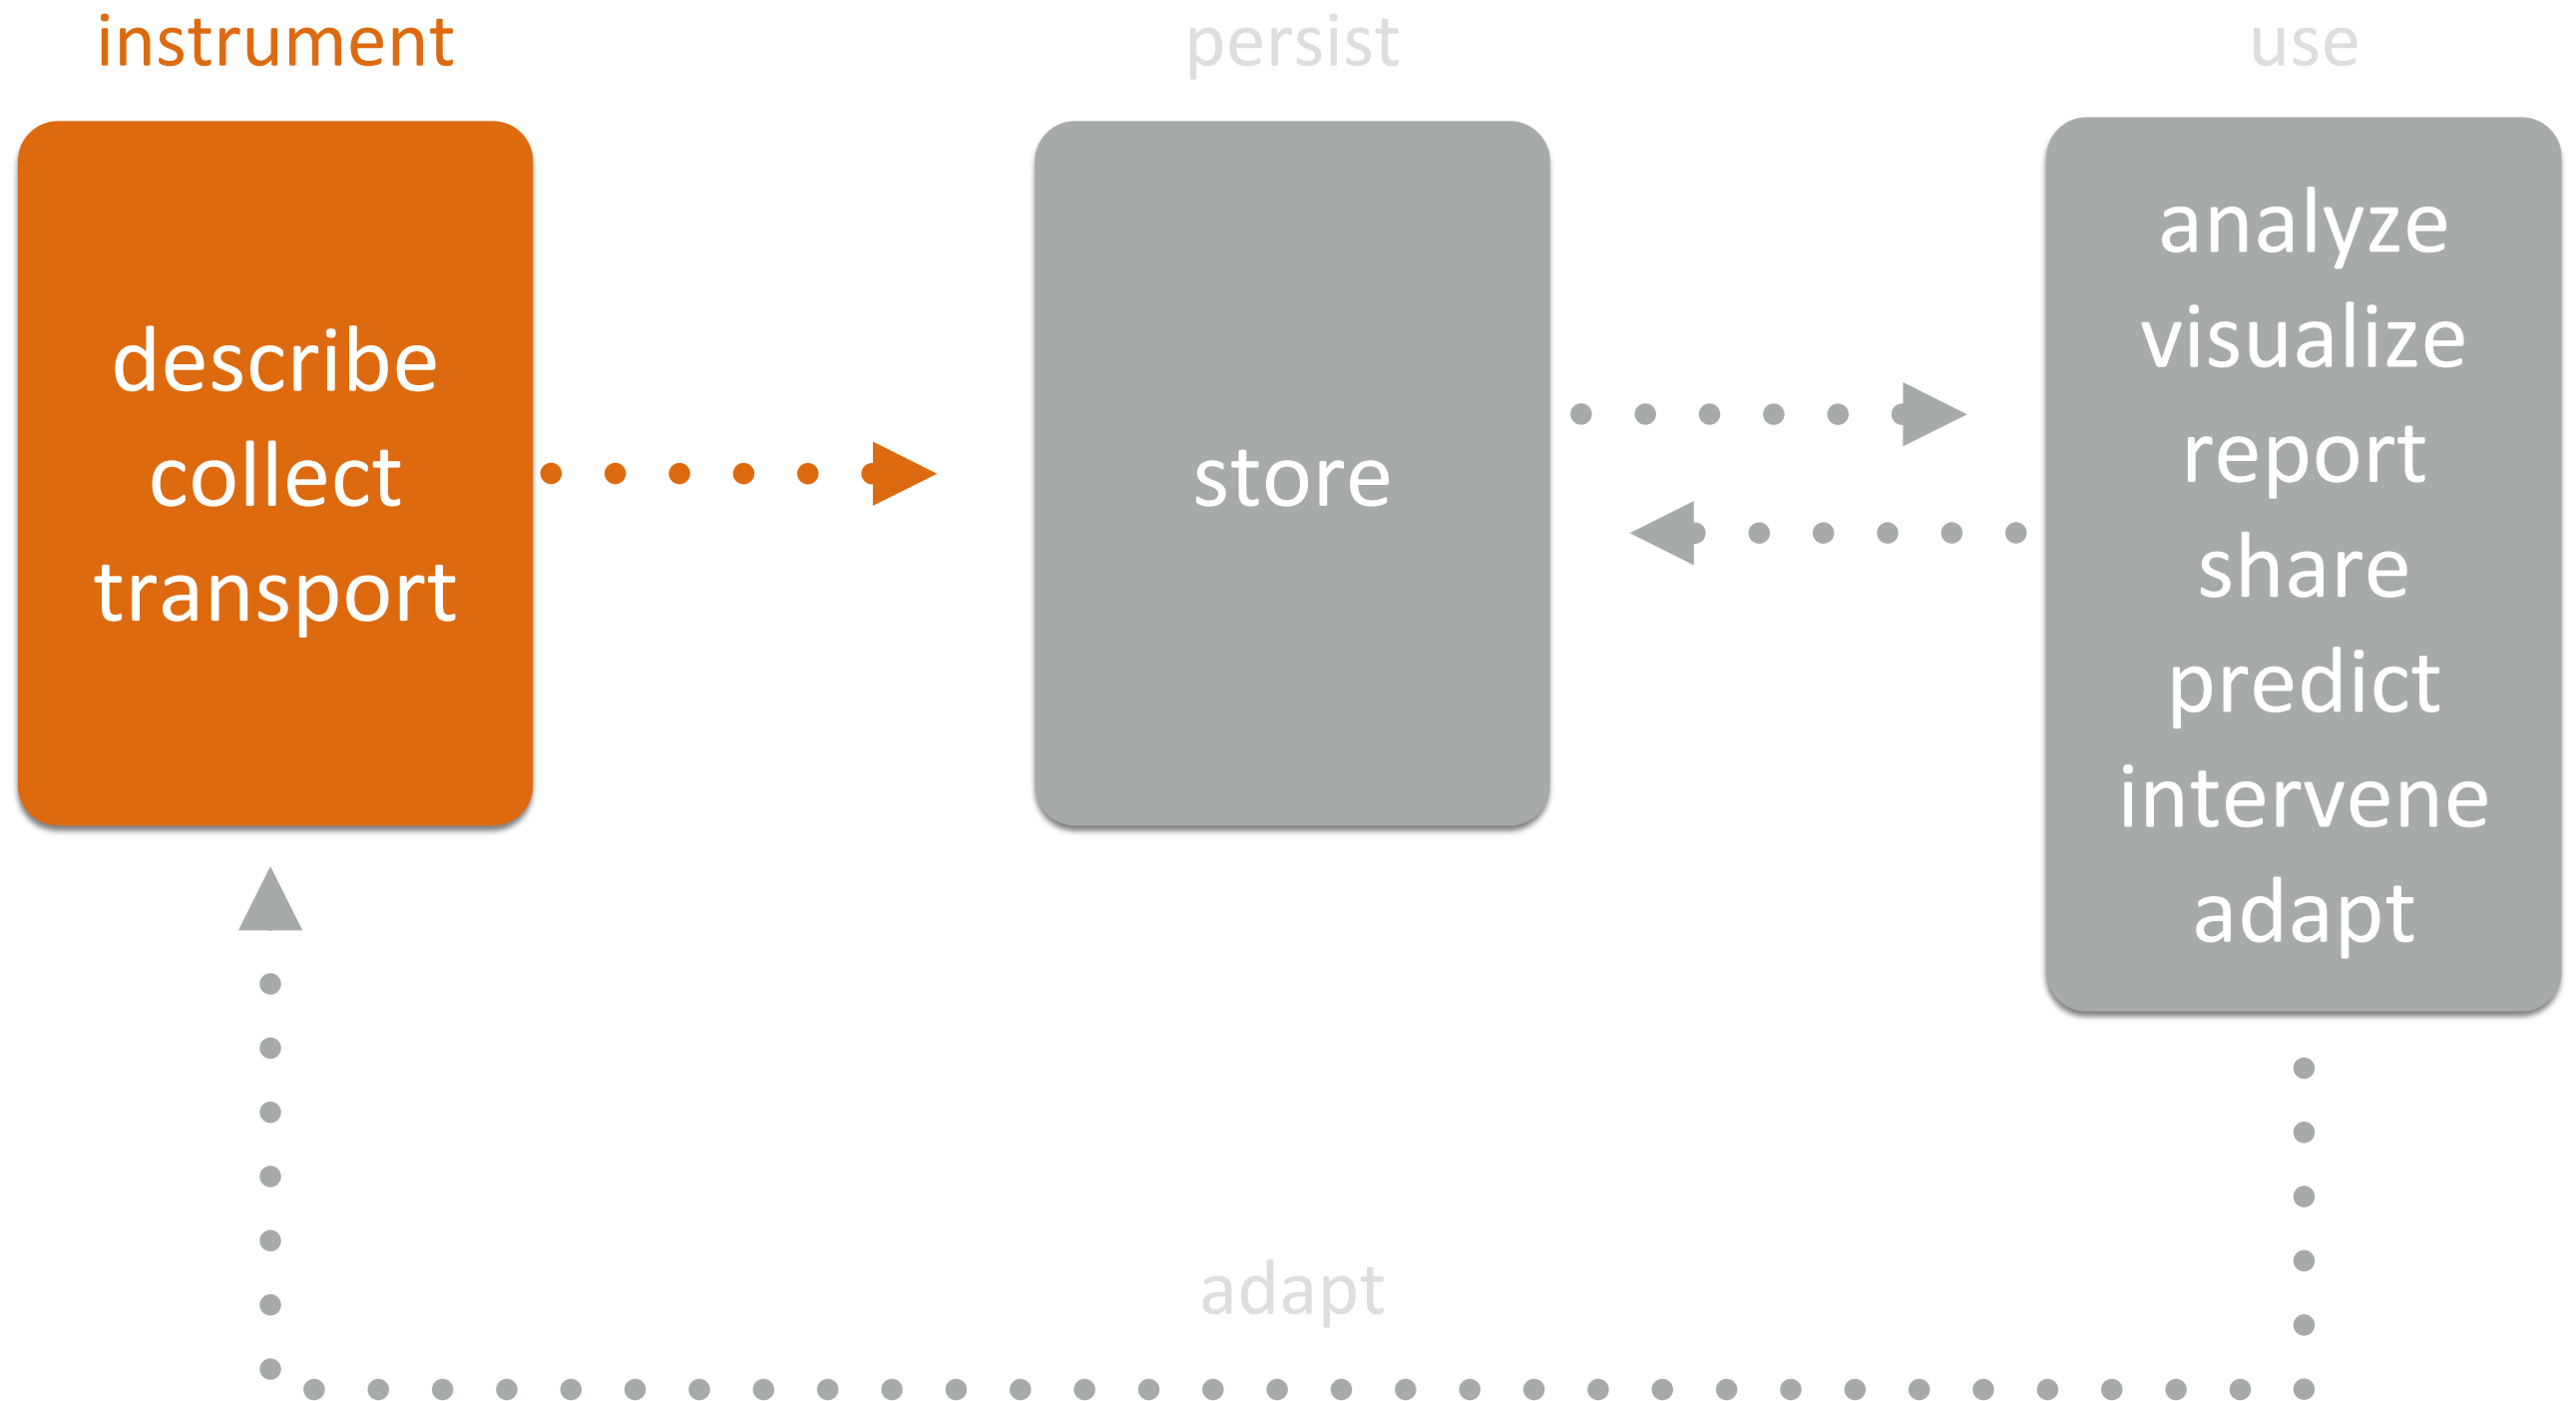 instrument
describe
collect
transport
persist
store
use
analyze
visualize
report
share
predict
intervene
adapt
adapt